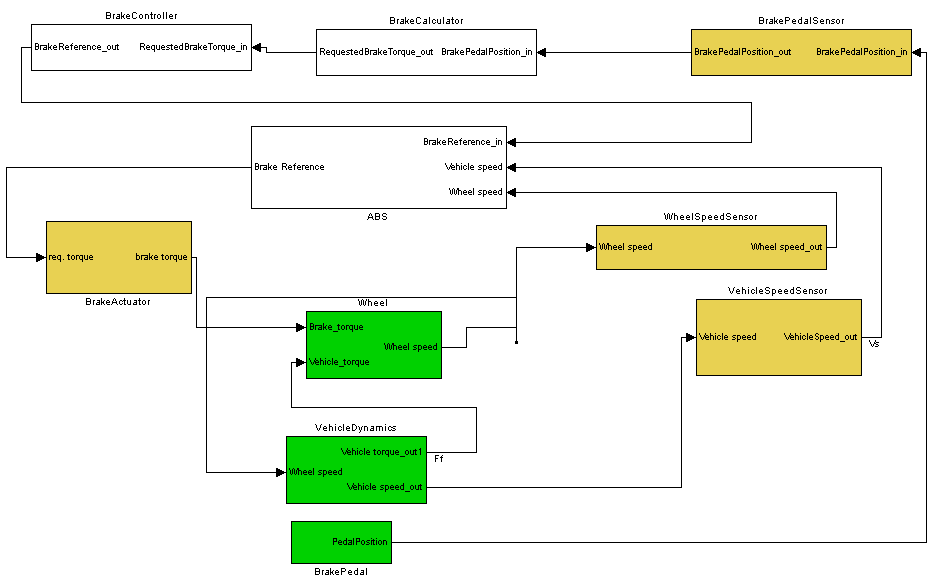 BrakeController
BrakeCalculator
BrakePedalSensor
BrakeReference_out RequestedBrakeTorque_in
RequestedBrakeTorque_out BrakePedalPosition_in
BrakePedalPosition_out BrakePedalPosition_in
BrakeReference_in
Brake Reference
Vehicle speed
Wheel speed
ABS
WheelSpeedSensor
Wheel speed Wheel speed_out
req. torque brake torque
BrakeActuator
VehicleSpeedSensor
Vehicle speed VehicleSpeed_out
Vs
Wheel
Brake_torque
Wheel speed
Vehicle_torque
VehicleDynamics
Vehicle torque_out1
Ff
Wheel speed
Vehicle speed_out
PedalPosition
BrakePedal